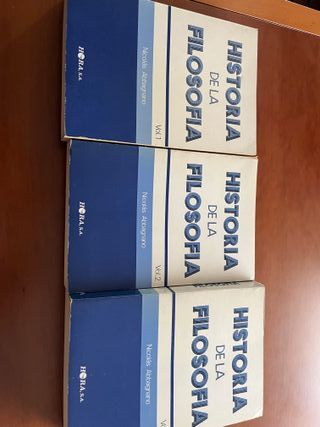 HISTORIA
DE LA
FILOSOFIA
Vol.1
Nicolás Abbagnano
HORA, S.A.
HISTORIA
DE LA
FILOSOFIA
Vol.2
Nicolás Abbagnano
HORA, S.A.
HISTORIA
DE LA
FILOSOFIA
Nicolás Abbagnano
HORA, S.A.